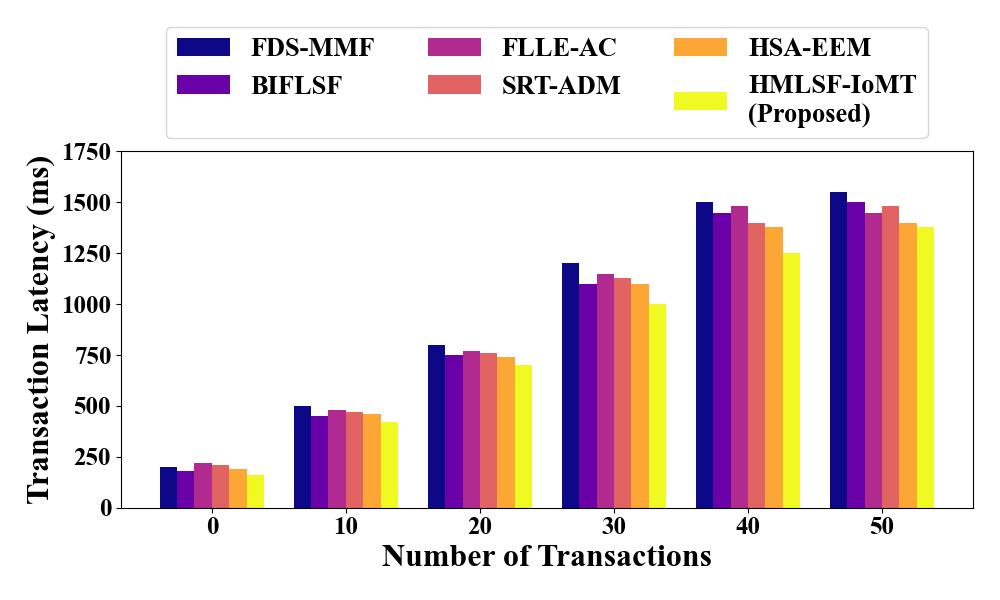 FDS-MMF
BIFLSF
FLLE-AC
SRT-ADM
HSA-EEM
HMLSF-IoMT
(Proposed)
Transaction Latency (ms)
1750
1500
1250
1000
750
500
250
0
0 10 20 30 40 50
Number of Transactions